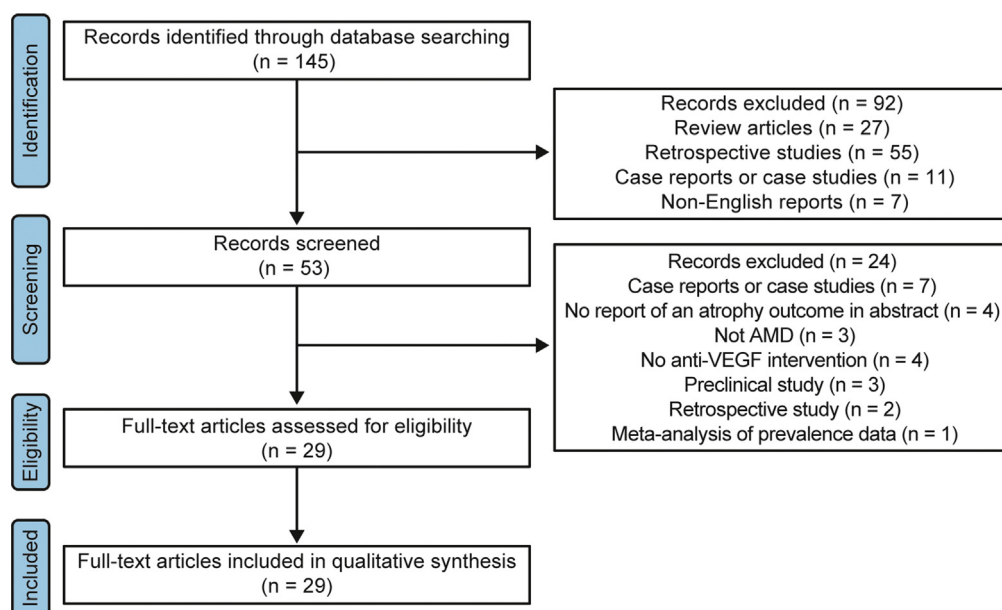 Identification
Records identified through database searching
(n = 145)
Records excluded (n = 92)
Review articles (n = 27)
Retrospective studies (n = 55)
Case reports or case studies (n = 11)
Non-English reports (n = 7)
Screening
Records screened
(n = 53)
Records excluded (n = 24)
Case reports or case studies (n = 7)
No report of an atrophy outcome in abstract (n = 4)
Not AMD (n = 3)
No anti-VEGF intervention (n = 4)
Preclinical study (n = 3)
Retrospective study (n = 2)
Meta-analysis of prevalence data (n = 1)
Eligibility
Full-text articles assessed for eligibility
(n = 29)
Included
Full-text articles included in qualitative synthesis
(n = 29)